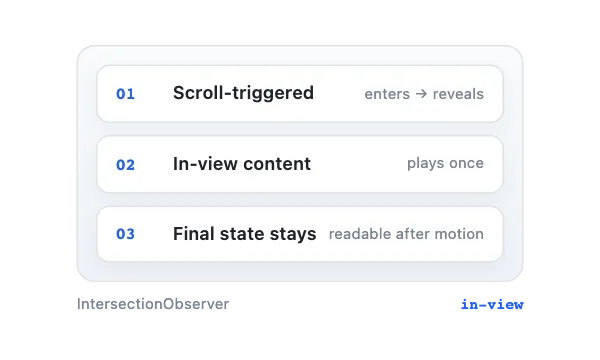 01 Scroll-triggered enters → reveals
02 In-view content plays once
03 Final state stays readable after motion
IntersectionObserver in-view